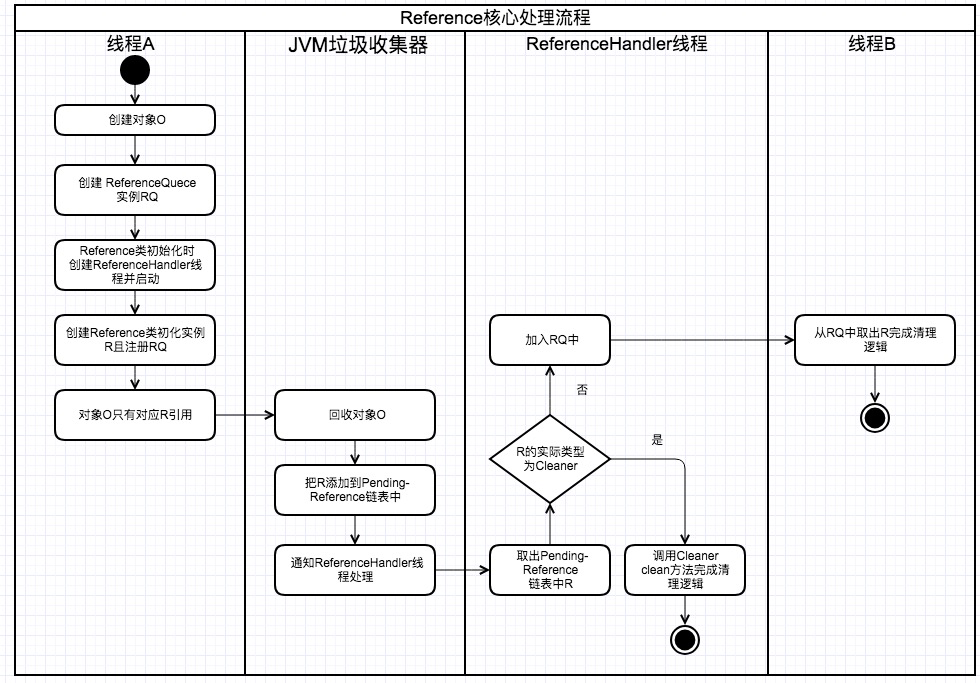 Reference核心处理流程
线程A
JVM垃圾收集器
ReferenceHandler线程
线程B
创建对象O
创建 ReferenceQuece
实例RQ
Reference类初始化时
创建ReferenceHandler线
程并启动
创建Reference类初化实例
R且注册RQ
对象O只有对应R引用
回收对象O
把R添加到Pending-
Reference链表中
通知ReferenceHandler线
程处理
取出Pending-
Reference
链表中R
R的实际类型
为Cleaner
否
是
加入RQ中
调用Cleaner
clean方法完成清
理逻辑
从RQ中取出R完成清理
逻辑